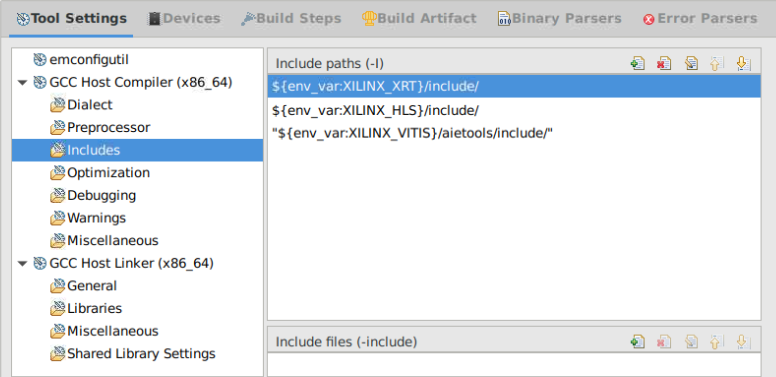 Tool Settings Devices Build Steps Build Artifact Binary Parsers Error Parsers
emconfigutil
GCC Host Compiler (x86_64)
Dialect
Preprocessor
Includes
Optimization
Debugging
Warnings
Miscellaneous
GCC Host Linker (x86_64)
General
Libraries
Miscellaneous
Shared Library Settings
Include paths (-I)
${env_var:XILINX_XRT}/include/
${env_var:XILINX_HLS}/include/
"${env_var:XILINX_VITIS}/aietools/include/"
Include files (-include)